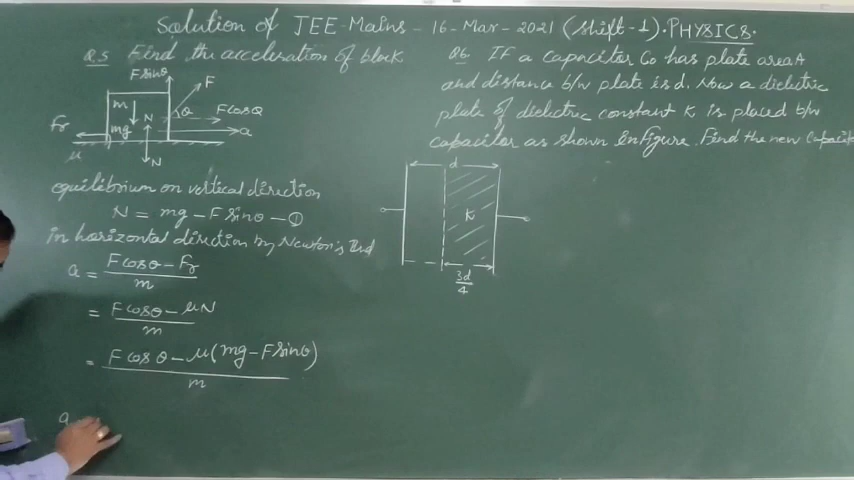 Solution of JEE-Mains - 16-Mar-2021 (Shift-1).PHYSICS.
Q.5 Find the acceleration of block
F sinθ
F
m
N
θ
F cosθ
a
fr
mg
μ
N
equilibrium on vertical direction
N = mg - F sinθ - ①
in horizontal direction by Newton's IInd
a = F cosθ - fr / m
= F cosθ - μN / m
= F cosθ - μ(mg - F sinθ) / m
a
Q6 If a capacitor C0 has plate area A
and distance b/w plate is d. Now a dielectric
plate of dielectric constant K is placed b/w
capacitor as shown in figure. Find the new capacit
d
K
3d/4